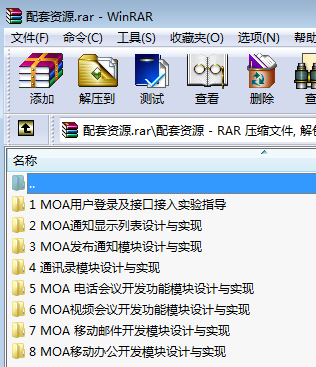 配套资源.rar - WinRAR
文件(F) 命令(C) 工具(S) 收藏夹(O) 选项(N) 帮助
添加 解压到 测试 查看 删除
配套资源.rar\配套资源 - RAR 压缩文件, 解包
名称
..
1 MOA用户登录及接口接入实验指导
2 MOA通知显示列表设计与实现
3 MOA发布通知模块设计与实现
4 通讯录模块设计与实现
5 MOA 电话会议开发功能模块设计与实现
6 MOA视频会议开发功能模块设计与实现
7 MOA 移动邮件开发模块设计与实现
8 MOA移动办公开发模块设计与实现